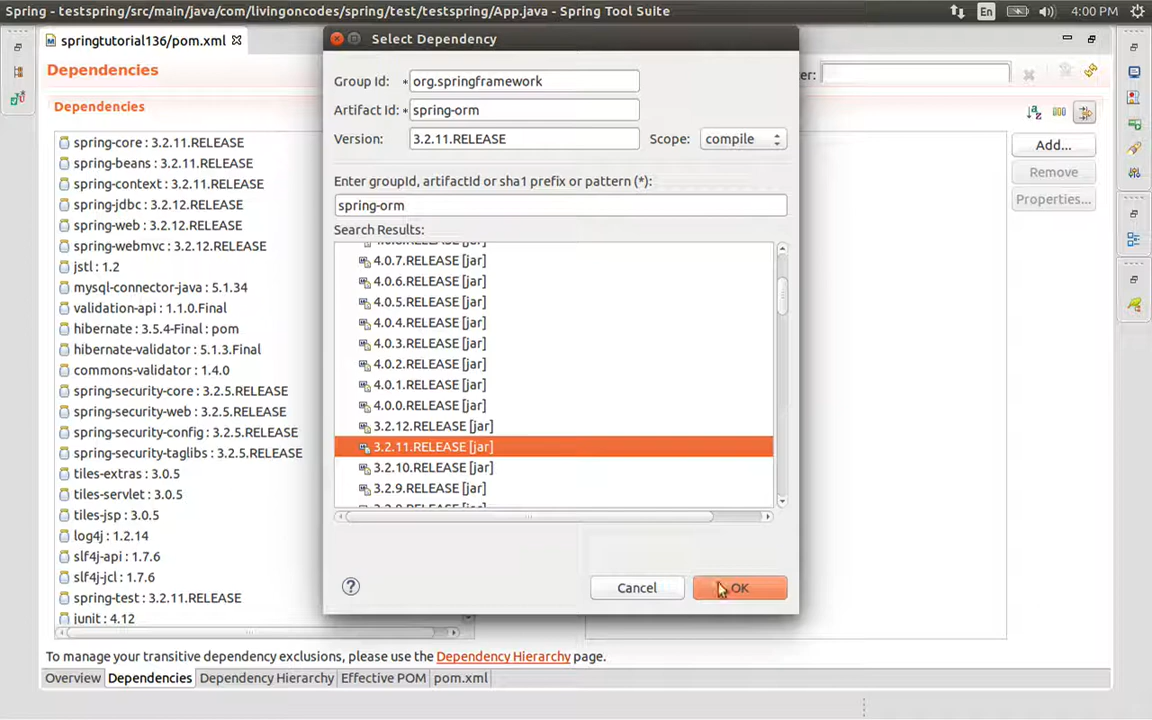 Spring - testspring/src/main/java/com/livingoncodes/spring/test/testspring/App.java - Spring Tool Suite
En
4:00 PM
springtutorial136/pom.xml
Select Dependency
Dependencies
er:
Dependencies
spring-core : 3.2.11.RELEASE
spring-beans : 3.2.11.RELEASE
spring-context : 3.2.11.RELEASE
spring-jdbc : 3.2.12.RELEASE
spring-web : 3.2.12.RELEASE
spring-webmvc : 3.2.12.RELEASE
jstl : 1.2
mysql-connector-java : 5.1.34
validation-api : 1.1.0.Final
hibernate : 3.5.4-Final : pom
hibernate-validator : 5.1.3.Final
commons-validator : 1.4.0
spring-security-core : 3.2.5.RELEASE
spring-security-web : 3.2.5.RELEASE
spring-security-config : 3.2.5.RELEASE
spring-security-taglibs : 3.2.5.RELEASE
tiles-extras : 3.0.5
tiles-servlet : 3.0.5
tiles-jsp : 3.0.5
log4j : 1.2.14
slf4j-api : 1.7.6
slf4j-jcl : 1.7.6
spring-test : 3.2.11.RELEASE
junit : 4.12
Group Id: * org.springframework
Artifact Id: * spring-orm
Version: 3.2.11.RELEASE Scope: compile
Enter groupId, artifactId or sha1 prefix or pattern (*):
spring-orm
Search Results:
4.0.7.RELEASE [jar]
4.0.6.RELEASE [jar]
4.0.5.RELEASE [jar]
4.0.4.RELEASE [jar]
4.0.3.RELEASE [jar]
4.0.2.RELEASE [jar]
4.0.1.RELEASE [jar]
4.0.0.RELEASE [jar]
3.2.12.RELEASE [jar]
3.2.11.RELEASE [jar]
3.2.10.RELEASE [jar]
3.2.9.RELEASE [jar]
?
Cancel
OK
Add...
Remove
Properties...
To manage your transitive dependency exclusions, please use the Dependency Hierarchy page.
Overview
Dependencies
Dependency Hierarchy
Effective POM
pom.xml